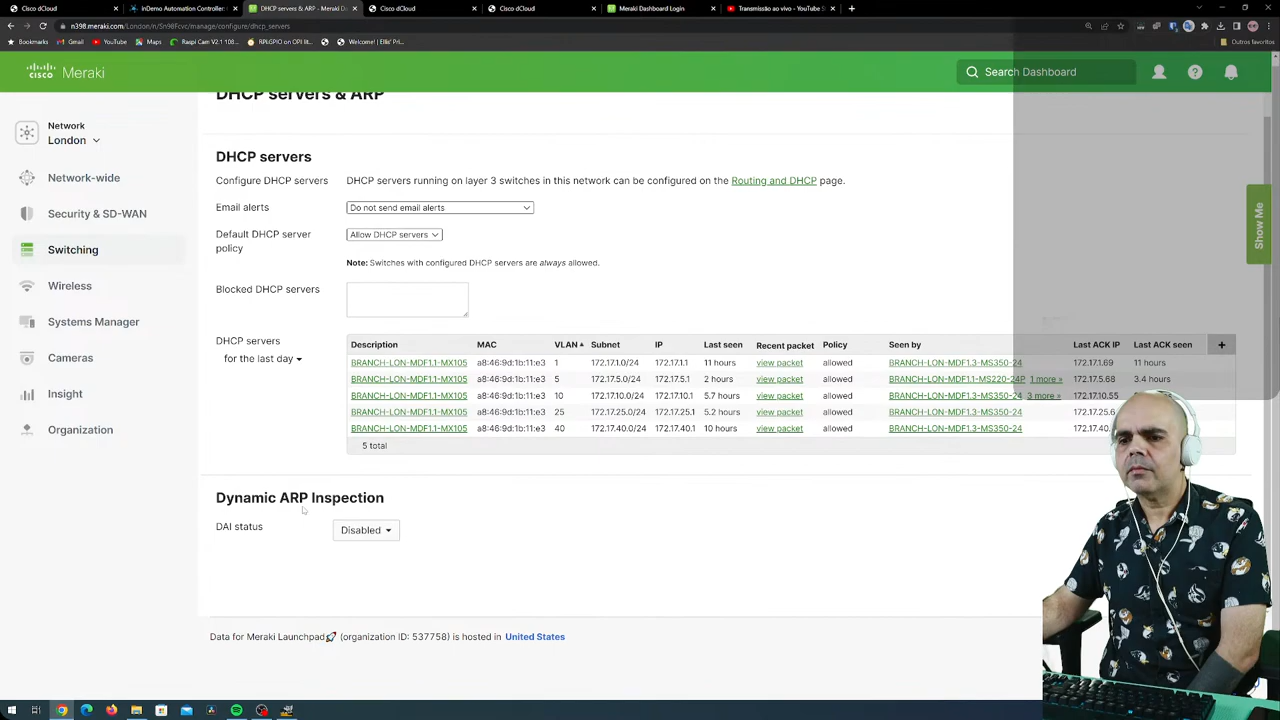 Cisco dCloud
inDemo Automation Controller
DHCP servers & ARP - Meraki Da
Cisco dCloud
Cisco dCloud
Meraki Dashboard Login
Transmissão ao vivo - YouTube S
n398.meraki.com/London/n/Sn98Fcvc/manage/configure/dhcp_servers
Bookmarks
Gmail
YouTube
Maps
Raspi Cam V2.1 108...
RPi.GPIO on OPI lit...
Welcome! | Ellis' Pri...
Outros favoritos
CISCO Meraki
Search Dashboard
DHCP servers & ARP
Network
London
Network-wide
Security & SD-WAN
Switching
Wireless
Systems Manager
Cameras
Insight
Organization
DHCP servers
Configure DHCP servers
DHCP servers running on layer 3 switches in this network can be configured on the Routing and DHCP page.
Email alerts
Do not send email alerts
Default DHCP server
policy
Allow DHCP servers
Note: Switches with configured DHCP servers are always allowed.
Blocked DHCP servers
DHCP servers
for the last day
Description MAC VLAN Subnet IP Last seen Recent packet Policy Seen by Last ACK IP Last ACK seen +
BRANCH-LON-MDF1.1-MX105 a8:46:9d:1b:11:e3 1 172.17.1.0/24 172.17.1.1 11 hours view packet allowed BRANCH-LON-MDF1.3-MS350-24 172.17.1.69 11 hours
BRANCH-LON-MDF1.1-MX105 a8:46:9d:1b:11:e3 5 172.17.5.0/24 172.17.5.1 2 hours view packet allowed BRANCH-LON-MDF1.1-MS220-24P 1 more » 172.17.5.68 3.4 hours
BRANCH-LON-MDF1.1-MX105 a8:46:9d:1b:11:e3 10 172.17.10.0/24 172.17.10.1 5.7 hours view packet allowed BRANCH-LON-MDF1.3-MS350-24 3 more » 172.17.10.55
BRANCH-LON-MDF1.1-MX105 a8:46:9d:1b:11:e3 25 172.17.25.0/24 172.17.25.1 5.2 hours view packet allowed BRANCH-LON-MDF1.3-MS350-24 172.17.25.6
BRANCH-LON-MDF1.1-MX105 a8:46:9d:1b:11:e3 40 172.17.40.0/24 172.17.40.1 10 hours view packet allowed BRANCH-LON-MDF1.3-MS350-24 172.17.40.
5 total
Dynamic ARP Inspection
DAI status
Disabled
Data for Meraki Launchpad🚀 (organization ID: 537758) is hosted in United States
Show Me